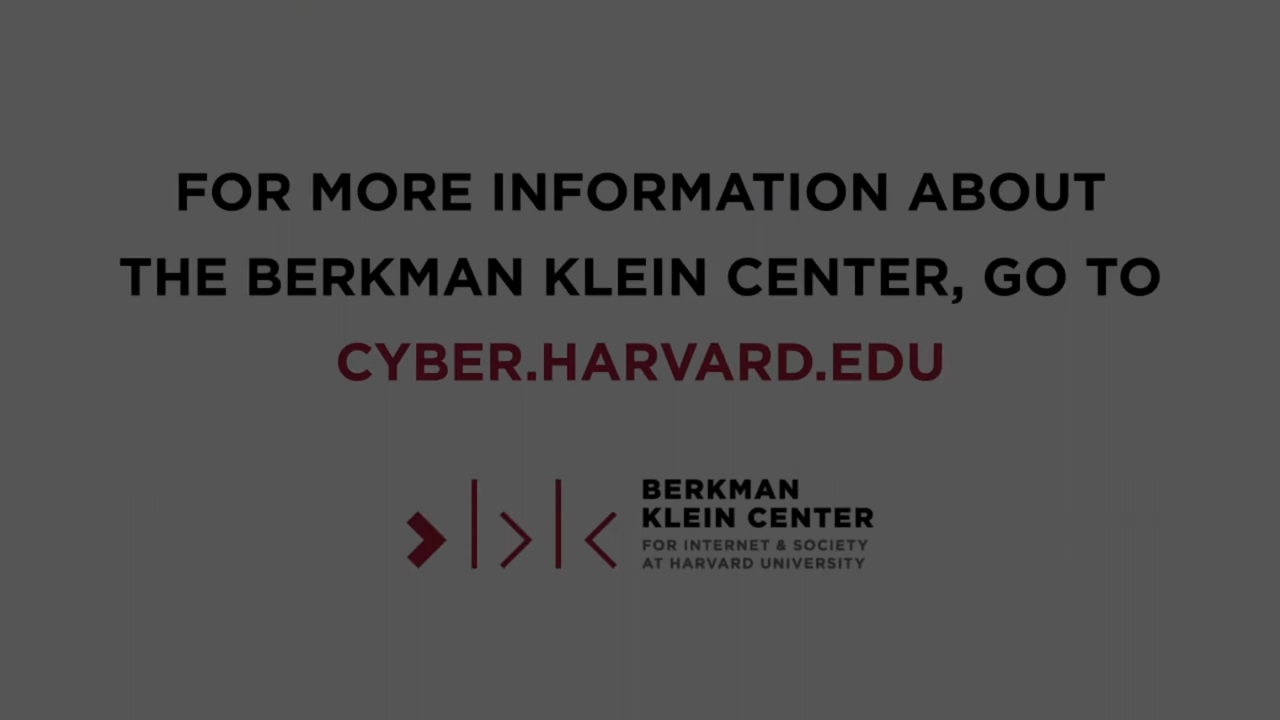 FOR MORE INFORMATION ABOUT
THE BERKMAN KLEIN CENTER, GO TO
CYBER.HARVARD.EDU
BERKMAN
KLEIN CENTER
FOR INTERNET & SOCIETY
AT HARVARD UNIVERSITY